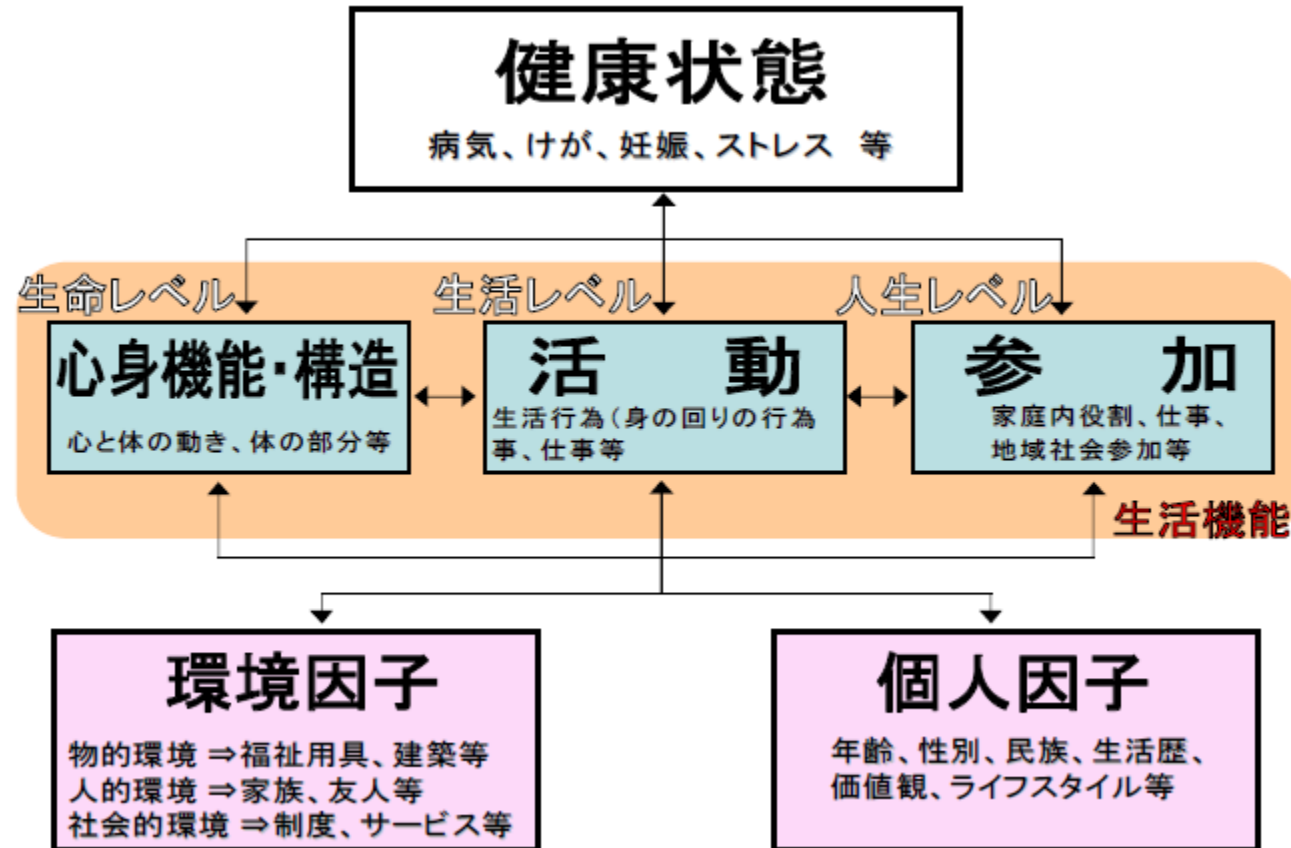 健康状態
病気、けが、妊娠、ストレス 等
生命レベル
生活レベル
人生レベル
心身機能・構造
心と体の動き、体の部分等
活 動
生活行為(身の回りの行為
事、仕事等
参 加
家庭内役割、仕事、
地域社会参加等
生活機能
環境因子
物的環境 ⇒福祉用具、建築等
人的環境 ⇒家族、友人等
社会的環境 ⇒制度、サービス等
個人因子
年齢、性別、民族、生活歴、
価値観、ライフスタイル等